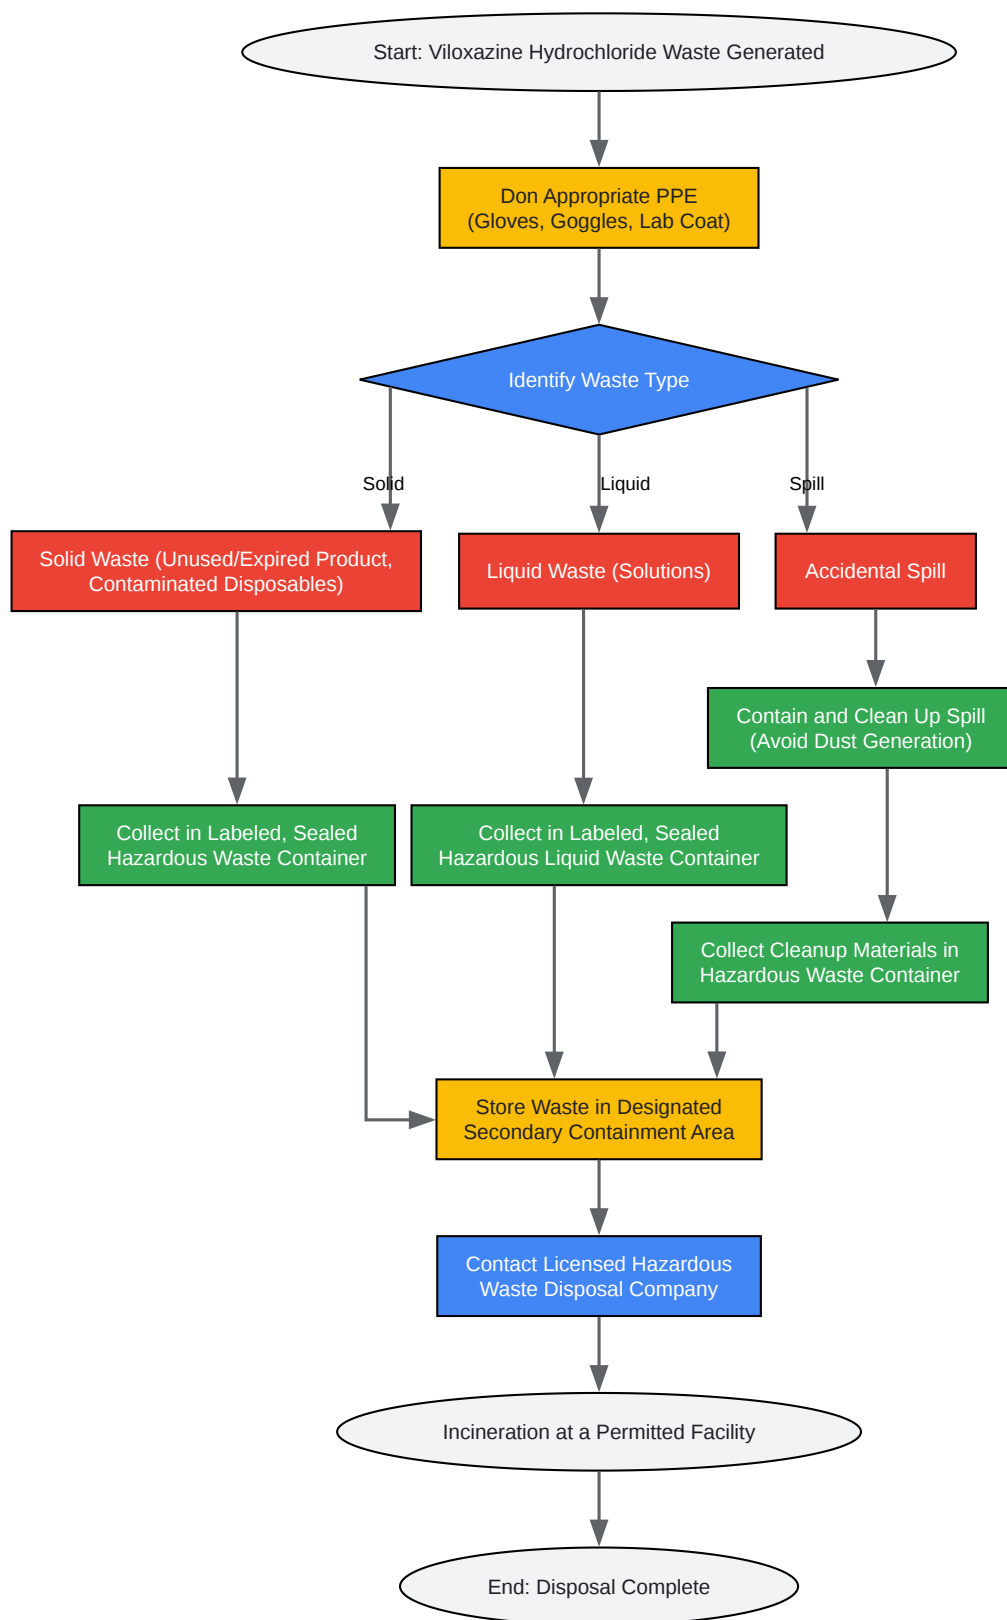 Start: Viloxazine Hydrochloride Waste Generated
Don Appropriate PPE
(Gloves, Goggles, Lab Coat)
Identify Waste Type
Solid
Liquid
Spill
Solid Waste (Unused/Expired Product,
Contaminated Disposables)
Liquid Waste (Solutions)
Accidental Spill
Contain and Clean Up Spill
(Avoid Dust Generation)
Collect in Labeled, Sealed
Hazardous Waste Container
Collect in Labeled, Sealed
Hazardous Liquid Waste Container
Collect Cleanup Materials in
Hazardous Waste Container
Store Waste in Designated
Secondary Containment Area
Contact Licensed Hazardous
Waste Disposal Company
Incineration at a Permitted Facility
End: Disposal Complete